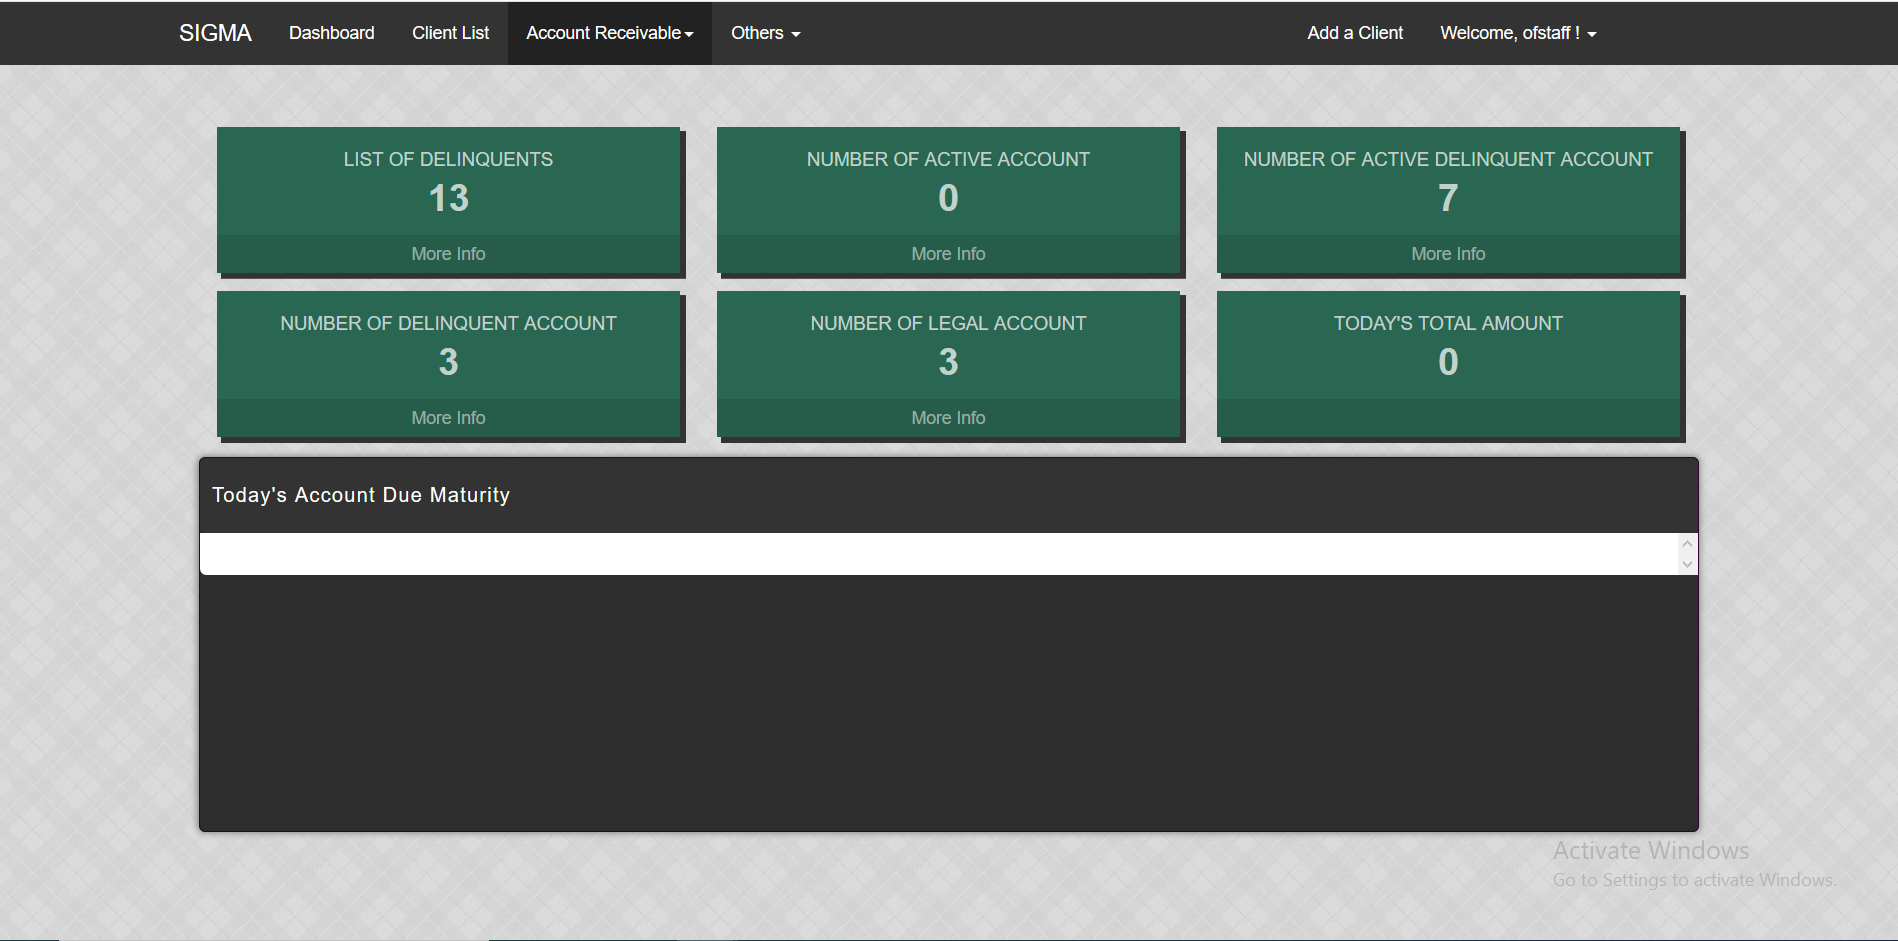 SIGMA Dashboard Client List Account Receivable Others Add a Client Welcome, ofstaff !
LIST OF DELINQUENTS
13
More Info
NUMBER OF ACTIVE ACCOUNT
0
More Info
NUMBER OF ACTIVE DELINQUENT ACCOUNT
7
More Info
NUMBER OF DELINQUENT ACCOUNT
3
More Info
NUMBER OF LEGAL ACCOUNT
3
More Info
TODAY'S TOTAL AMOUNT
0
Today's Account Due Maturity
Activate Windows
Go to Settings to activate Windows.